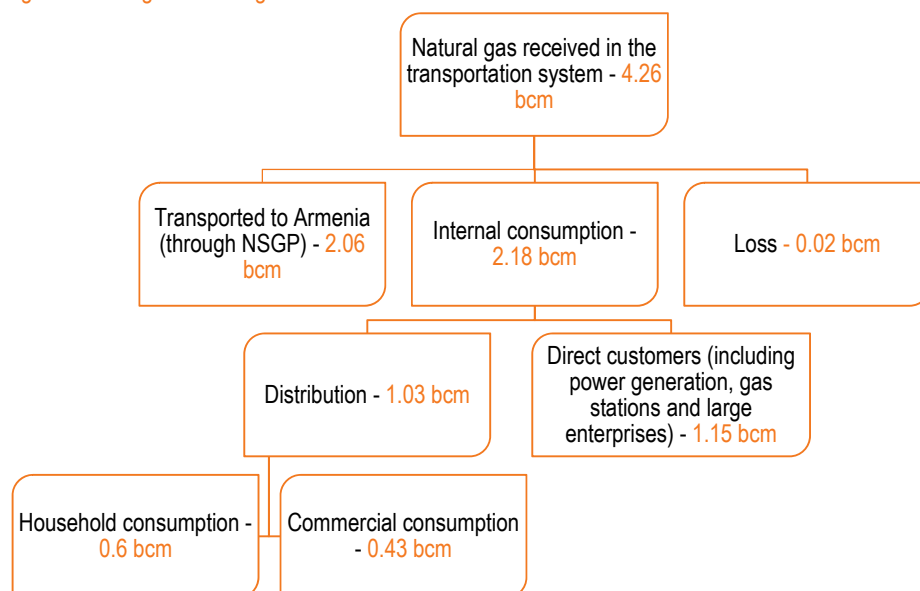 Natural gas received in the
transportation system - 4.26
bcm
Transported to Armenia
(through NSGP) - 2.06
bcm
Internal consumption -
2.18 bcm
Loss - 0.02 bcm
Distribution - 1.03 bcm
Direct customers (including
power generation, gas
stations and large
enterprises) - 1.15 bcm
Household consumption -
0.6 bcm
Commercial consumption
- 0.43 bcm